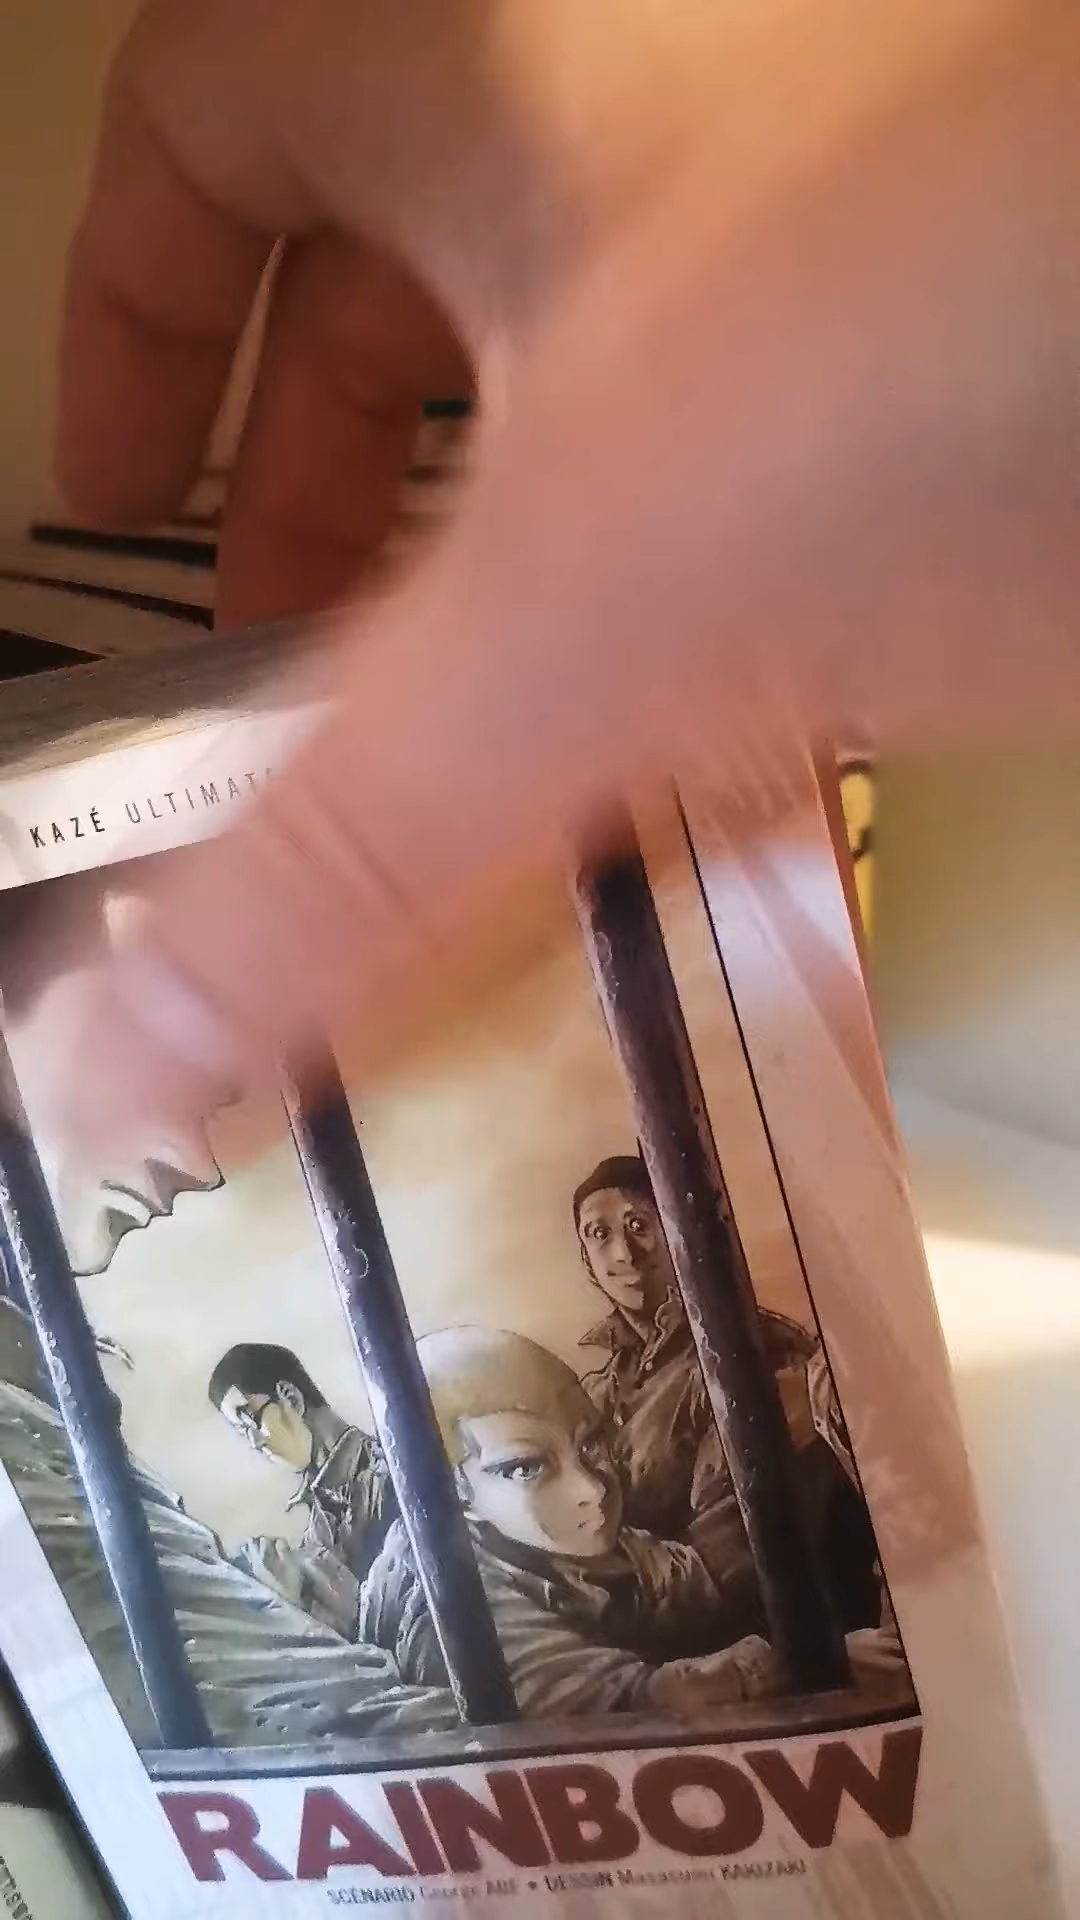 KAZÉ ULTIMATE
RAINBOW
SCÉNARIO George ABE • DESSIN Masasumi KAKIZAKI